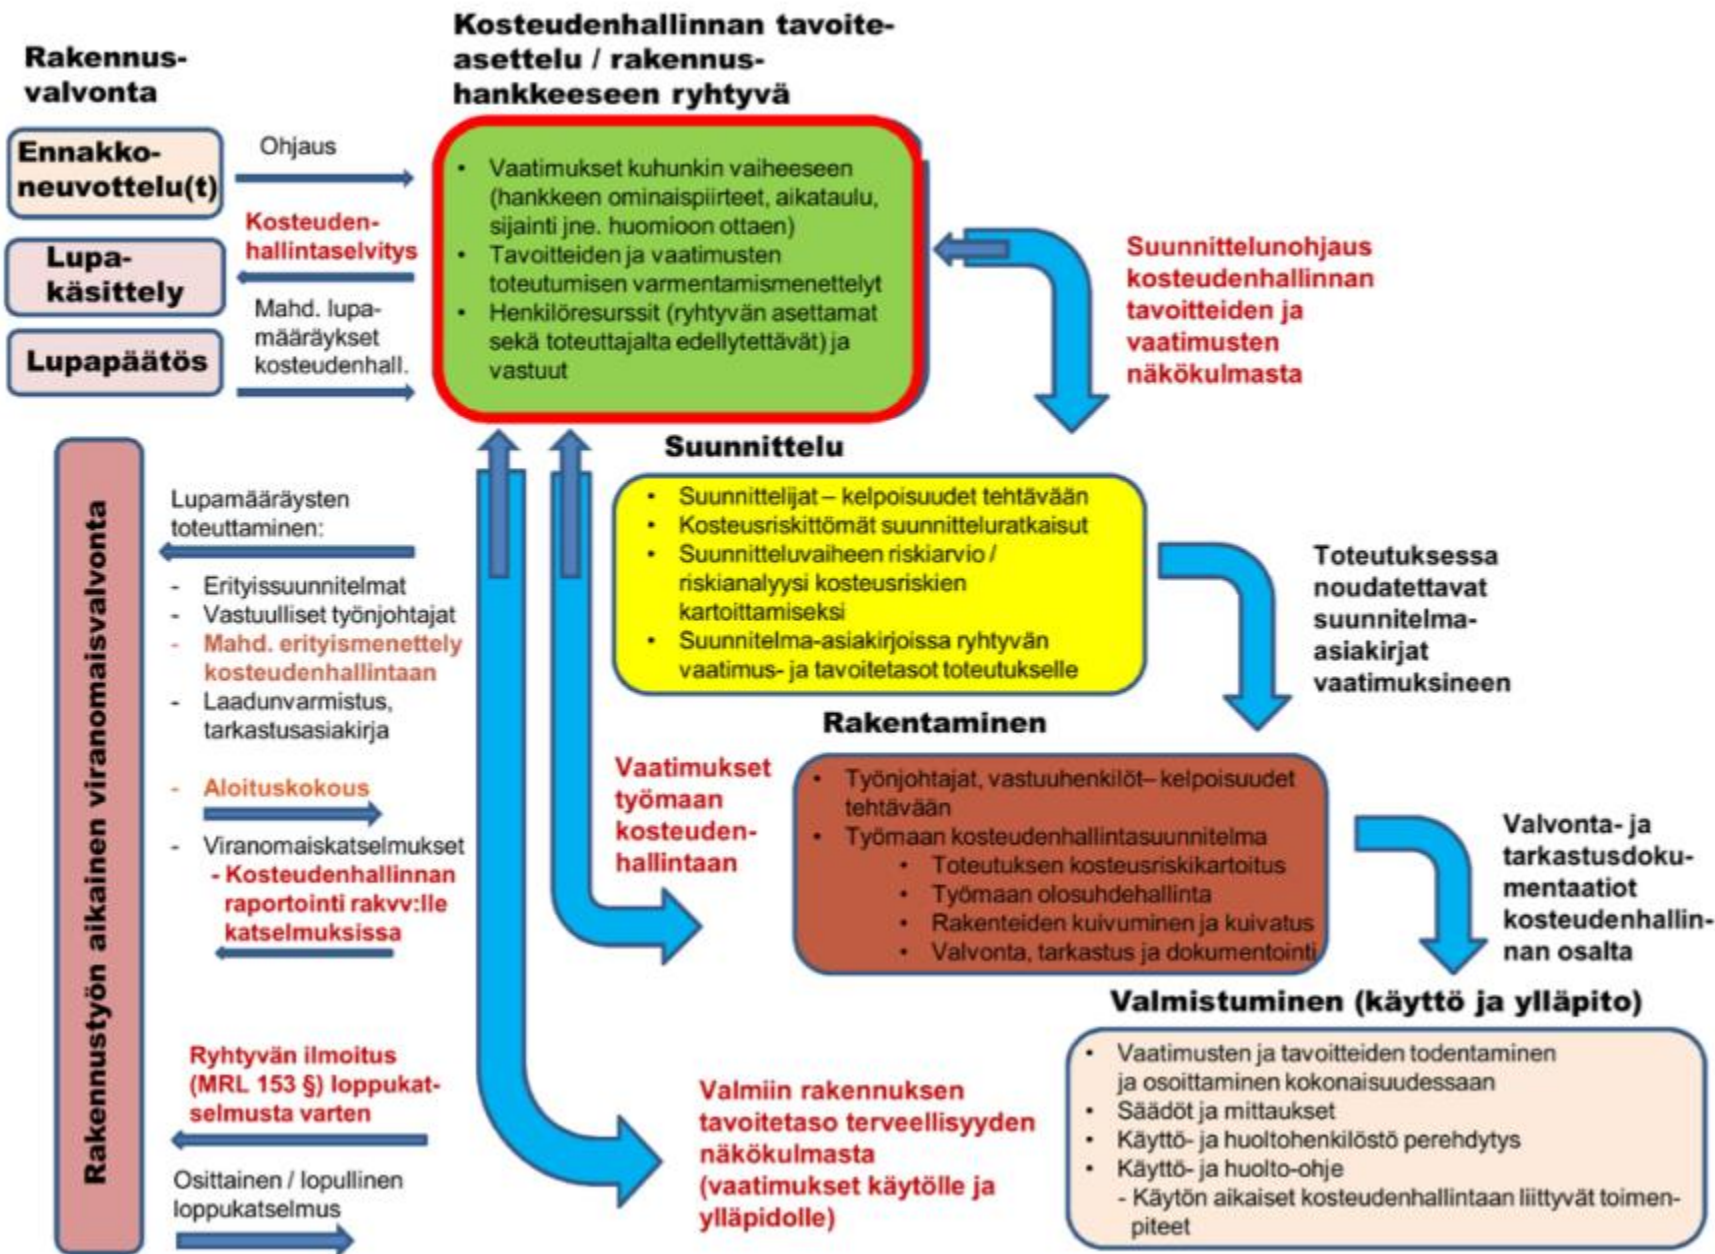 Rakennus-
valvonta
Kosteudenhallinnan tavoite-
asettelu / rakennus-
hankkeeseen ryhtyvä
Ennakko-
neuvottelu(t)
Ohjaus
Kosteuden-
hallintaselvitys
Lupa-
käsittely
Mahd. lupa-
määräykset
kosteudenhall.
Lupapäätös
• Vaatimukset kuhunkin vaiheeseen
(hankkeen ominaispiirteet, aikataulu,
sijainti jne. huomioon ottaen)
• Tavoitteiden ja vaatimusten
toteutumisen varmentamismenettelyt
• Henkilöresurssit (ryhtyvän asettamat
sekä toteuttajalta edellytettävät) ja
vastuut
Suunnittelunohjaus
kosteudenhallinnan
tavoitteiden ja
vaatimusten
näkökulmasta
Rakennustyön aikainen viranomaisvalvonta
Lupamääräysten
toteuttaminen:
- Erityissuunnitelmat
- Vastuulliset työnjohtajat
- Mahd. erityismenettely
kosteudenhallintaan
- Laadunvarmistus,
tarkastusasiakirja
- Aloituskokous
- Viranomaiskatselmukset
- Kosteudenhallinnan
raportointi rakvv:lle
katselmuksissa
Ryhtyvän ilmoitus
(MRL 153 §) loppukat-
selmusta varten
Osittainen / lopullinen
loppukatselmus
Suunnittelu
• Suunnittelijat – kelpoisuudet tehtävään
• Kosteusriskittömät suunnitteluratkaisut
• Suunnitteluvaiheen riskiarvio /
riskianalyysi kosteusriskien
kartoittamiseksi
• Suunnitelma-asiakirjoissa ryhtyvän
vaatimus- ja tavoitetasot toteutukselle
Toteutuksessa
noudatettavat
suunnitelma-
asiakirjat
vaatimuksineen
Rakentaminen
Vaatimukset
työmaan
kosteuden-
hallintaan
• Työnjohtajat, vastuuhenkilöt– kelpoisuudet
tehtävään
• Työmaan kosteudenhallintasuunnitelma
• Toteutuksen kosteusriskikartoitus
• Työmaan olosuhdehallinta
• Rakenteiden kuivuminen ja kuivatus
• Valvonta, tarkastus ja dokumentointi
Valvonta- ja
tarkastusdoku-
mentaatiot
kosteudenhallin-
nan osalta
Valmistuminen (käyttö ja ylläpito)
Valmiin rakennuksen
tavoitetaso terveellisyyden
näkökulmasta
(vaatimukset käytölle ja
ylläpidolle)
• Vaatimusten ja tavoitteiden todentaminen
ja osoittaminen kokonaisuudessaan
• Säädöt ja mittaukset
• Käyttö- ja huoltohenkilöstö perehdytys
• Käyttö- ja huolto-ohje
- Käytön aikaiset kosteudenhallintaan liittyvät toimen-
piteet